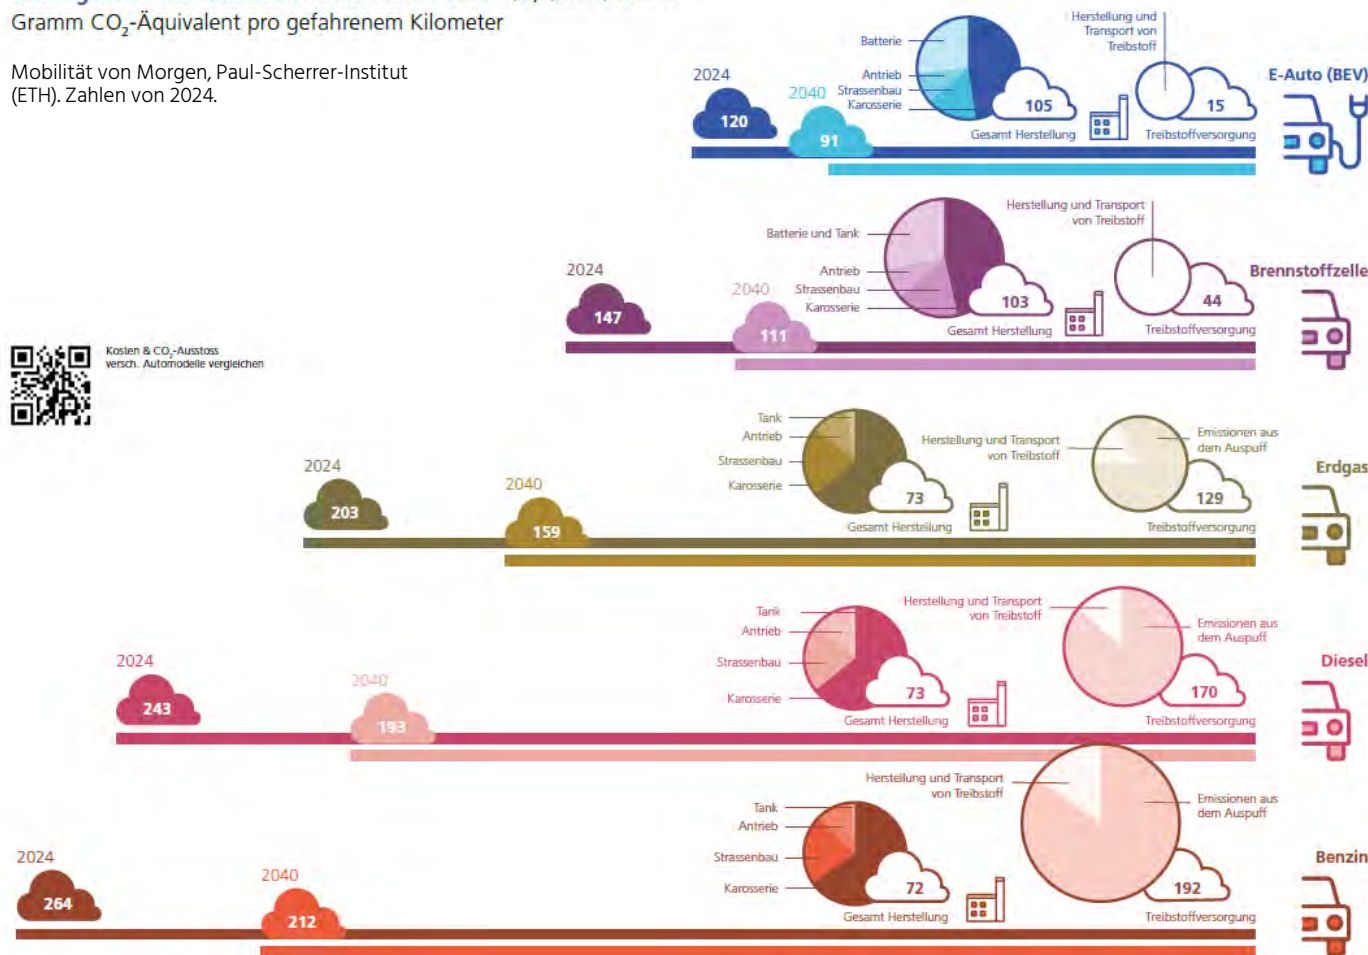 Gramm CO₂-Äquivalent pro gefahrenem Kilometer
Mobilität von Morgen, Paul-Scherrer-Institut
(ETH). Zahlen von 2024.
Kosten & CO₂-Ausstoss
versch. Automodelle vergleichen
2024
120
2040
91
Batterie
Antrieb
Strassenbau
Karosserie
105
Gesamt Herstellung
Herstellung und
Transport von
Treibstoff
15
Treibstoffversorgung
E-Auto (BEV)
2024
147
2040
111
Batterie und Tank
Antrieb
Strassenbau
Karosserie
103
Gesamt Herstellung
Herstellung und Transport
von Treibstoff
44
Treibstoffversorgung
Brennstoffzelle
2024
203
2040
159
Tank
Antrieb
Strassenbau
Karosserie
73
Gesamt Herstellung
Herstellung und Transport
von Treibstoff
Emissionen aus
dem Auspuff
129
Treibstoffversorgung
Erdgas
2024
243
2040
193
Tank
Antrieb
Strassenbau
Karosserie
73
Gesamt Herstellung
Herstellung und Transport
von Treibstoff
Emissionen aus
dem Auspuff
170
Treibstoffversorgung
Diesel
2024
264
2040
212
Tank
Antrieb
Strassenbau
Karosserie
72
Gesamt Herstellung
Herstellung und Transport
von Treibstoff
Emissionen aus
dem Auspuff
192
Treibstoffversorgung
Benzin